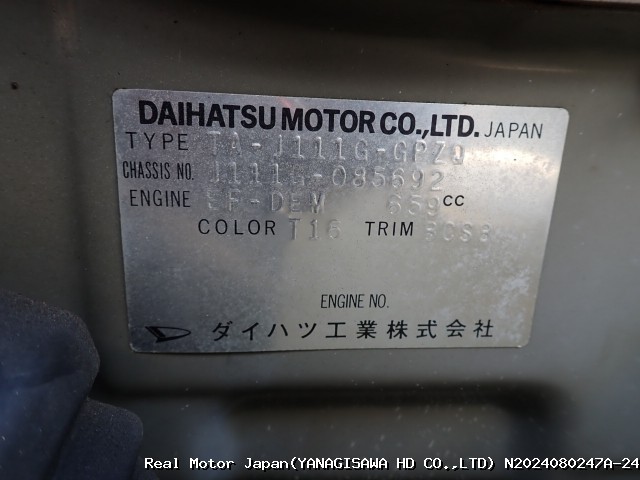 DAIHATSU MOTOR CO.,LTD. JAPAN
TYPE TA-J111G-GPZQ
CHASSIS NO. J111G-085692
ENGINE EF-DEM 659 CC
COLOR T16 TRIM
ENGINE NO.
ダイハツ工業株式会社
Real Motor Japan(YANAGISAWA HD CO.,LTD) N2024080247A-24